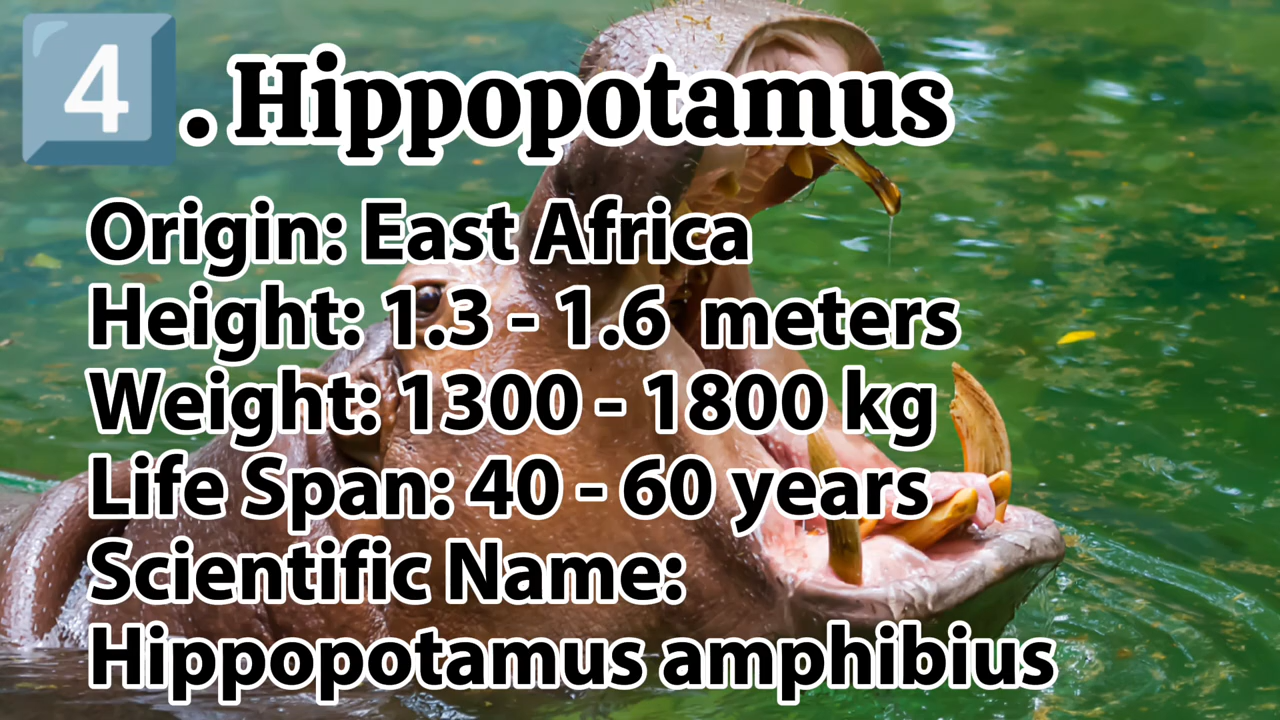 4. Hippopotamus
Origin: East Africa
Height: 1.3 - 1.6 meters
Weight: 1300 - 1800 kg
Life Span: 40 - 60 years
Scientific Name:
Hippopotamus amphibius